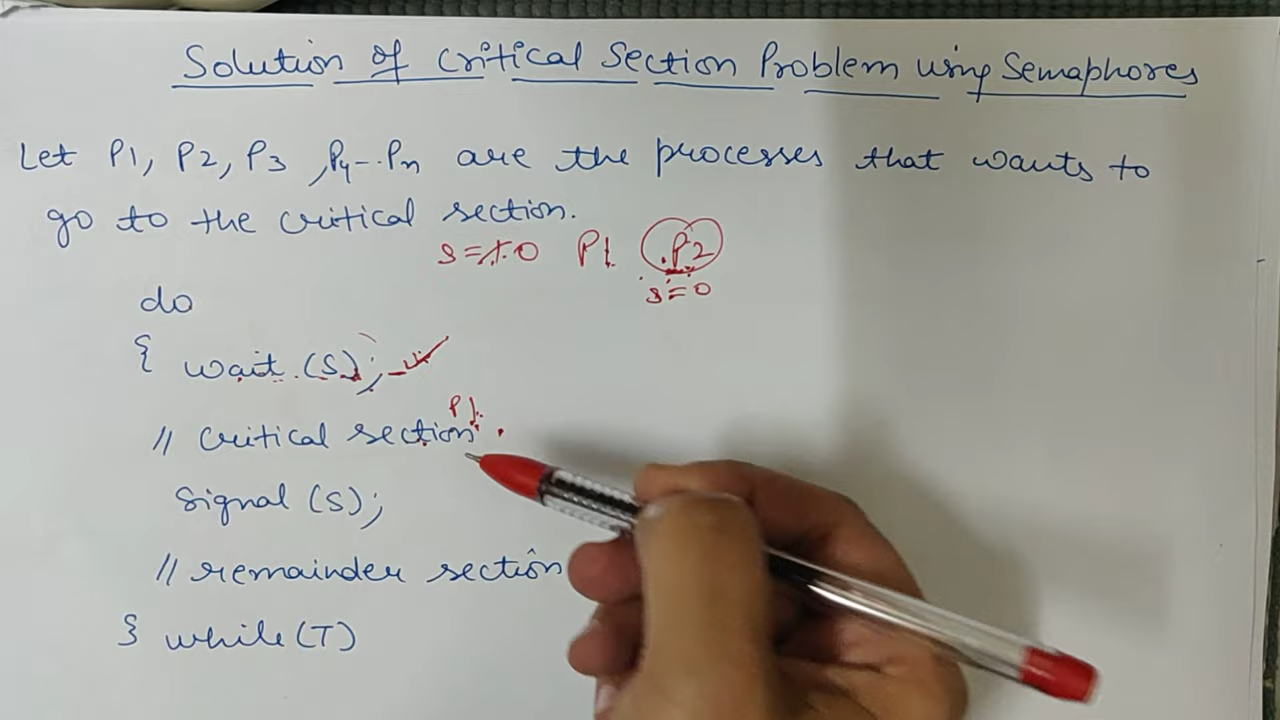 Solution of Critical Section Problem using Semaphores
Let P1, P2, P3 ,P4-.Pn are the processes that wants to
go to the critical section.
S=1.0 P1 P2
S=0
do
{ wait (S);
P1
// critical section
Signal (S);
// remainder section
} while(T)